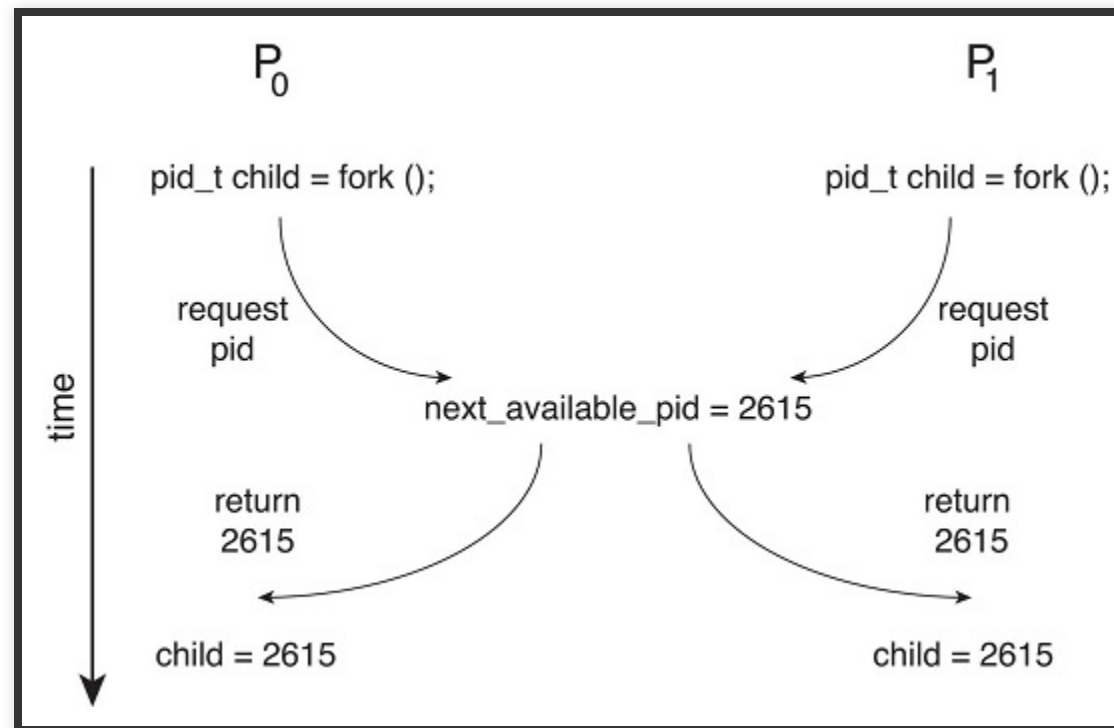 P0
P1
pid_t child = fork ();
pid_t child = fork ();
request
pid
request
pid
next_available_pid = 2615
time
return
2615
return
2615
child = 2615
child = 2615